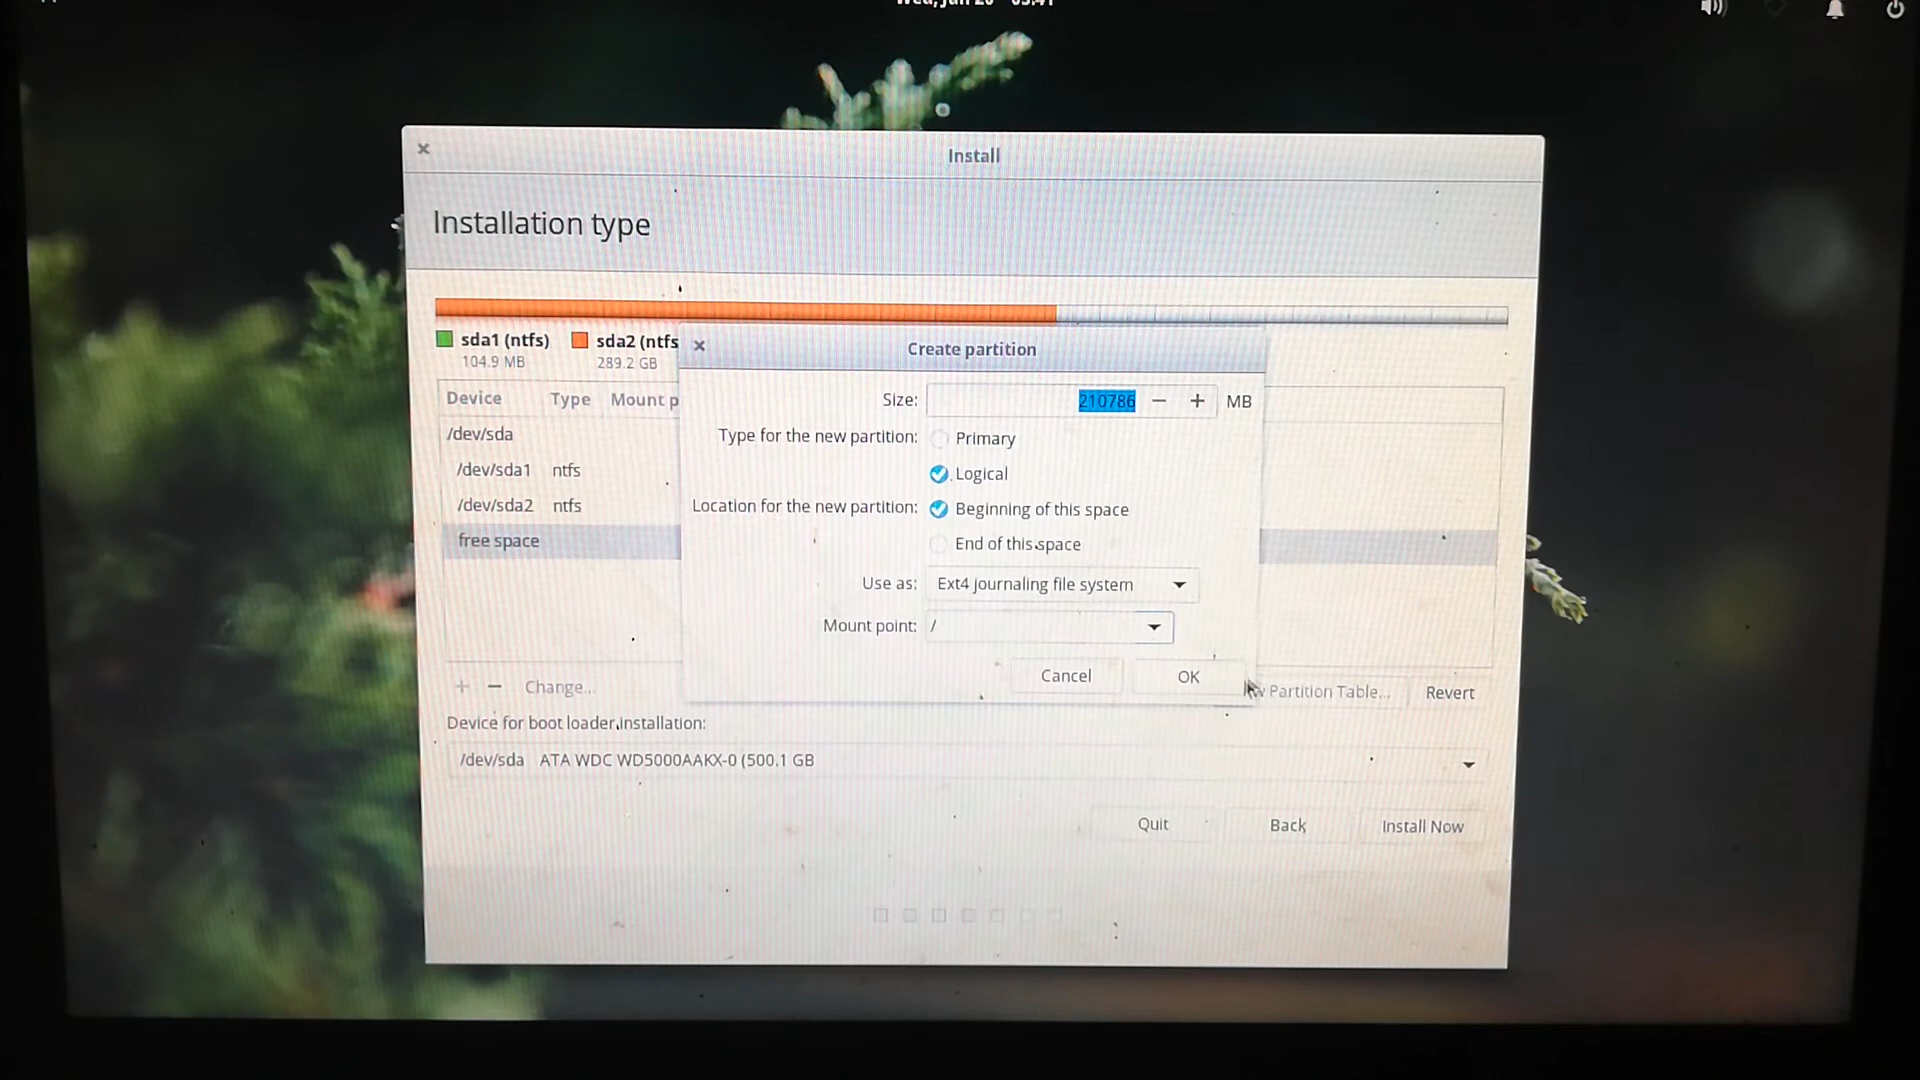 Install
Installation type
sda1 (ntfs)
104.9 MB
sda2 (ntfs
289.2 GB
Create partition
Device Type Mount p
Size: 210786 − + MB
/dev/sda
Type for the new partition: Primary
Logical
/dev/sda1 ntfs
/dev/sda2 ntfs
Location for the new partition: Beginning of this space
free space
End of this space
Use as: Ext4 journaling file system
Mount point: /
Cancel OK
+ − Change... Partition Table... Revert
Device for boot loader installation:
/dev/sda ATA WDC WD5000AAKX-0 (500.1 GB
Quit Back Install Now